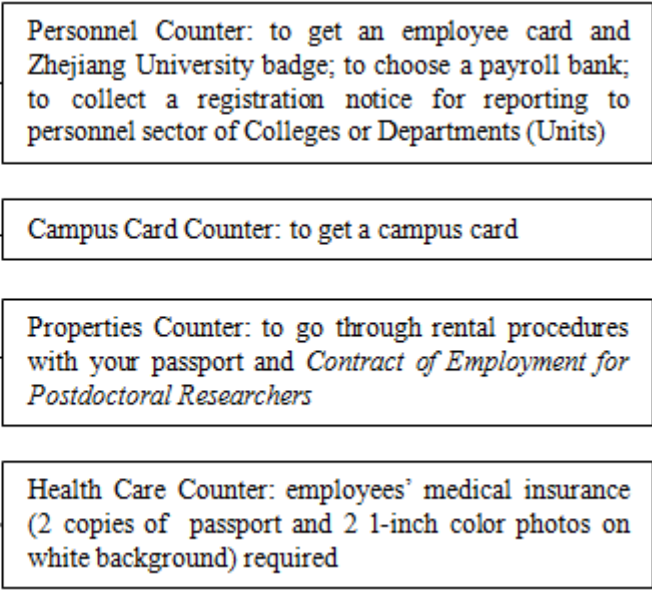 Personnel Counter: to get an employee card and
Zhejiang University badge; to choose a payroll bank;
to collect a registration notice for reporting to
personnel sector of Colleges or Departments (Units)
Campus Card Counter: to get a campus card
Properties Counter: to go through rental procedures
with your passport and Contract of Employment for
Postdoctoral Researchers
Health Care Counter: employees’ medical insurance
(2 copies of passport and 2 1-inch color photos on
white background) required